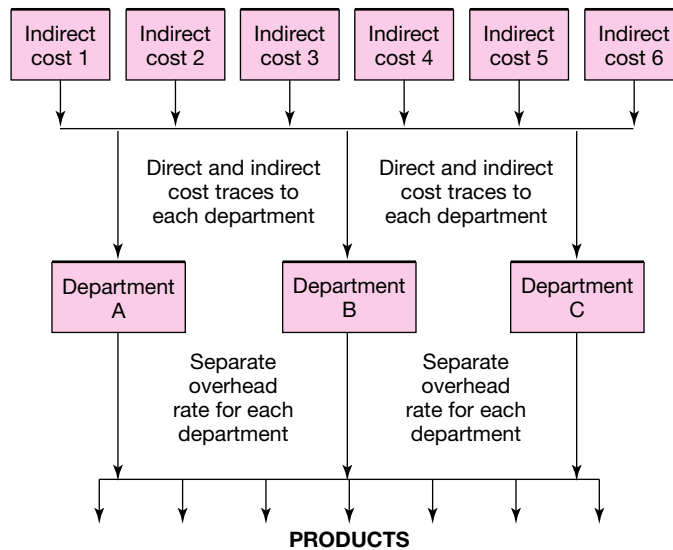 Indirect
cost 1
Indirect
cost 2
Indirect
cost 3
Indirect
cost 4
Indirect
cost 5
Indirect
cost 6
Direct and indirect
cost traces to
each department
Direct and indirect
cost traces to
each department
Department
A
Department
B
Department
C
Separate
overhead
rate for each
department
Separate
overhead
rate for each
department
PRODUCTS